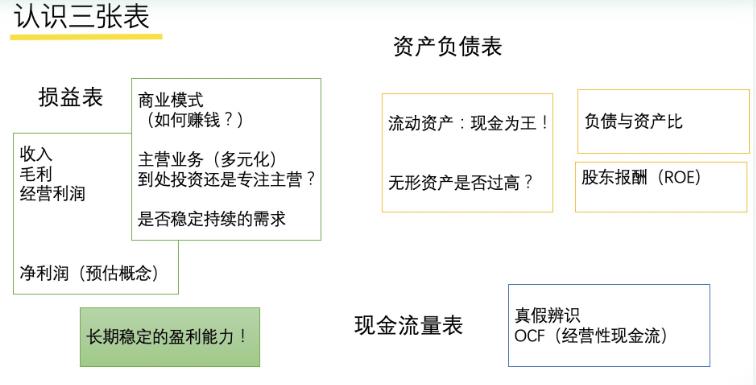 认识三张表
损益表
收入
毛利
经营利润
净利润（预估概念）
商业模式
（如何赚钱？）
主营业务（多元化）
到处投资还是专注主营？
是否稳定持续的需求
长期稳定的盈利能力！
资产负债表
流动资产：现金为王！
无形资产是否过高？
负债与资产比
股东报酬（ROE）
现金流量表
真假辨识
OCF（经营性现金流）